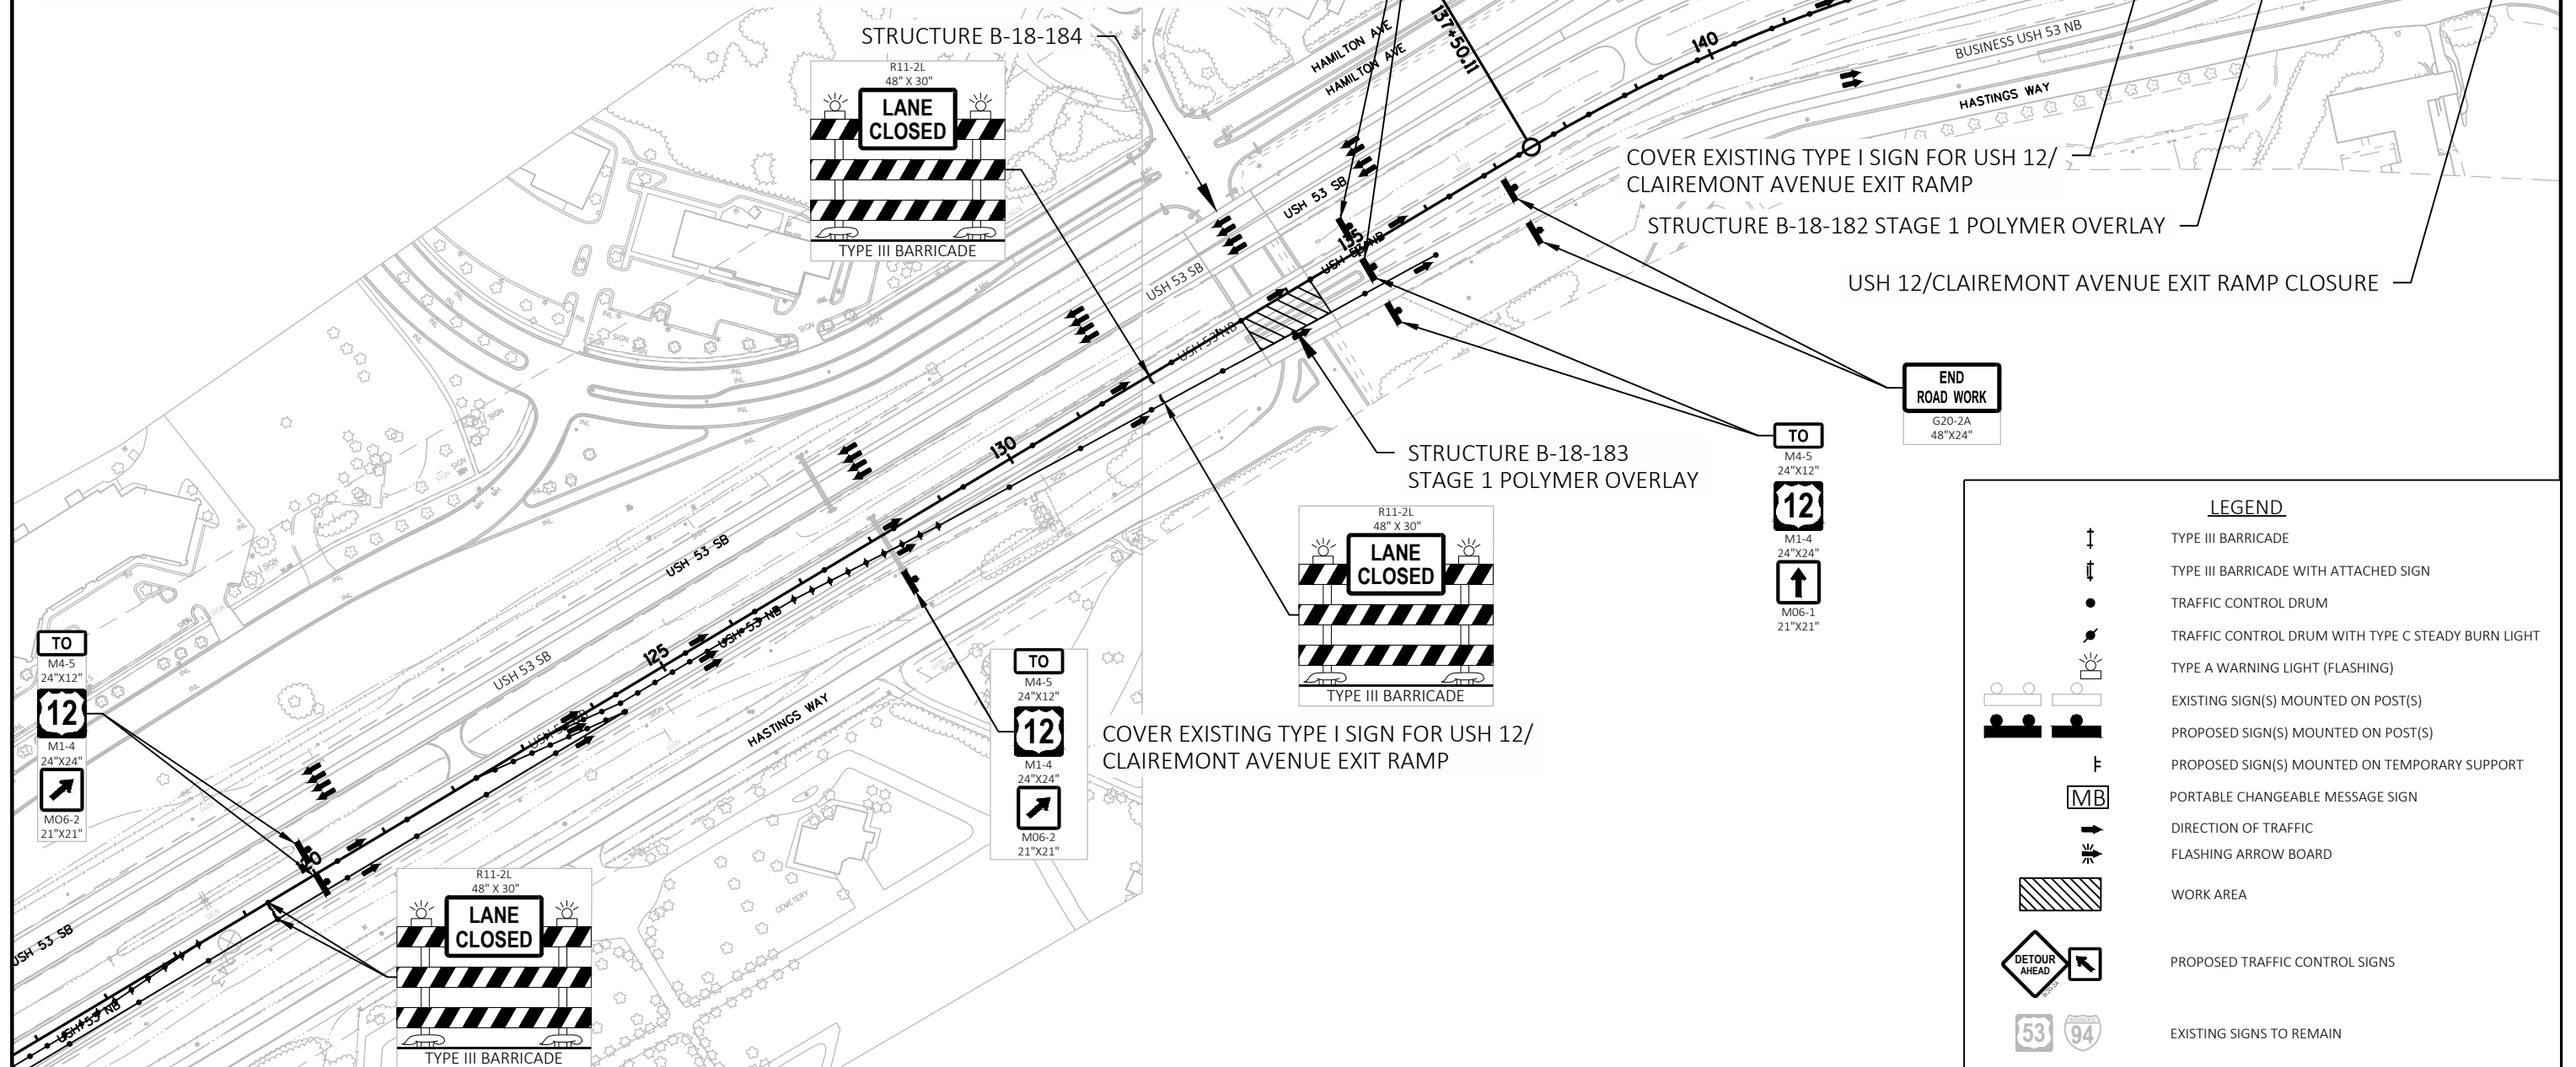 STRUCTURE B-18-184
R11-2L
48" X 30"
LANE
CLOSED
TYPE III BARRICADE
HAMILTON AVE
HAMILTON AVE
137+50.11
140
BUSINESS USH 53 NB
HASTINGS WAY
COVER EXISTING TYPE I SIGN FOR USH 12/
CLAIREMONT AVENUE EXIT RAMP
STRUCTURE B-18-182 STAGE 1 POLYMER OVERLAY
USH 12/CLAIREMONT AVENUE EXIT RAMP CLOSURE
USH 53 SB
USH 53 SB
135
USH 53 NB
END
ROAD WORK
G20-2A
48"X24"
TO
M4-5
24"X12"
12
M1-4
24"X24"
M06-1
21"X21"
STRUCTURE B-18-183
STAGE 1 POLYMER OVERLAY
130
R11-2L
48" X 30"
LANE
CLOSED
TYPE III BARRICADE
USH 53 SB
USH 53 NB
125
USH 53 SB
HASTINGS WAY
TO
M4-5
24"X12"
12
M1-4
24"X24"
M06-2
21"X21"
COVER EXISTING TYPE I SIGN FOR USH 12/
CLAIREMONT AVENUE EXIT RAMP
TO
M4-5
24"X12"
12
M1-4
24"X24"
MO6-2
21"X21"
R11-2L
48" X 30"
LANE
CLOSED
TYPE III BARRICADE
CEMETERY
USH 53 SB
USH 53 NB
LEGEND
TYPE III BARRICADE
TYPE III BARRICADE WITH ATTACHED SIGN
TRAFFIC CONTROL DRUM
TRAFFIC CONTROL DRUM WITH TYPE C STEADY BURN LIGHT
TYPE A WARNING LIGHT (FLASHING)
EXISTING SIGN(S) MOUNTED ON POST(S)
PROPOSED SIGN(S) MOUNTED ON POST(S)
PROPOSED SIGN(S) MOUNTED ON TEMPORARY SUPPORT
MB PORTABLE CHANGEABLE MESSAGE SIGN
DIRECTION OF TRAFFIC
FLASHING ARROW BOARD
WORK AREA
DETOUR
AHEAD
PROPOSED TRAFFIC CONTROL SIGNS
53 INTERSTATE 94 EXISTING SIGNS TO REMAIN